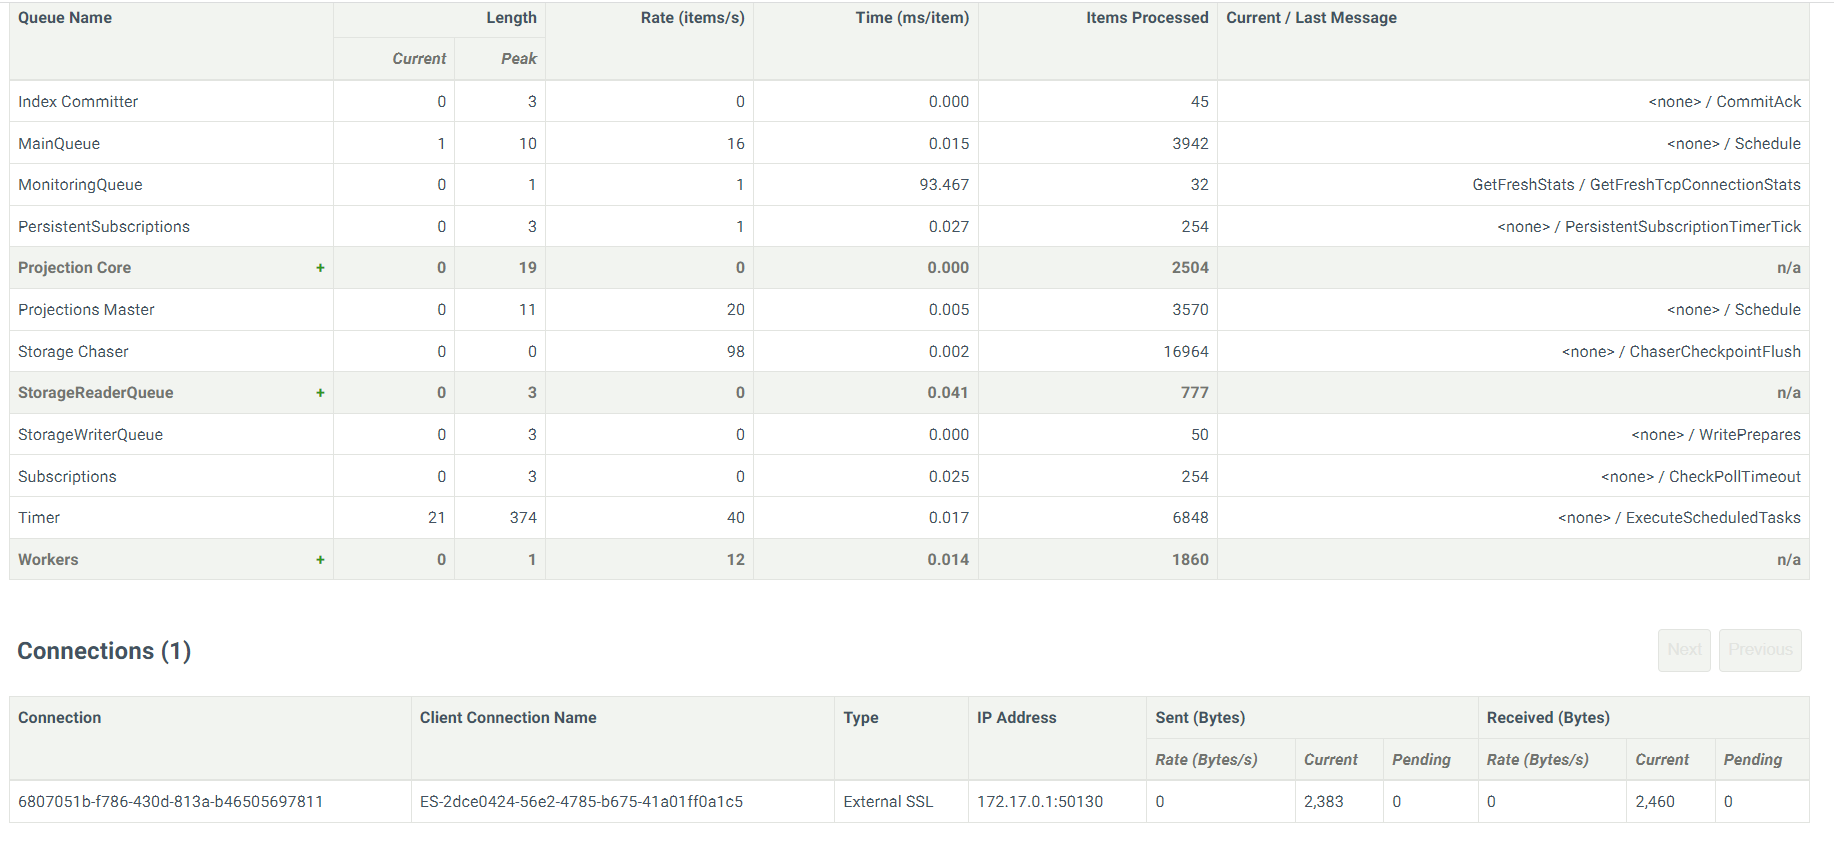 Queue Name Length Rate (items/s) Time (ms/item) Items Processed Current / Last Message
Current Peak
Index Committer 0 3 0 0.000 45 <none> / CommitAck
MainQueue 1 10 16 0.015 3942 <none> / Schedule
MonitoringQueue 0 1 1 93.467 32 GetFreshStats / GetFreshTcpConnectionStats
PersistentSubscriptions 0 3 1 0.027 254 <none> / PersistentSubscriptionTimerTick
Projection Core + 0 19 0 0.000 2504 n/a
Projections Master 0 11 20 0.005 3570 <none> / Schedule
Storage Chaser 0 0 98 0.002 16964 <none> / ChaserCheckpointFlush
StorageReaderQueue + 0 3 0 0.041 777 n/a
StorageWriterQueue 0 3 0 0.000 50 <none> / WritePrepares
Subscriptions 0 3 0 0.025 254 <none> / CheckPollTimeout
Timer 21 374 40 0.017 6848 <none> / ExecuteScheduledTasks
Workers + 0 1 12 0.014 1860 n/a
Connections (1) Next Previous
Connection Client Connection Name Type IP Address Sent (Bytes) Received (Bytes)
Rate (Bytes/s) Current Pending Rate (Bytes/s) Current Pending
6807051b-f786-430d-813a-b46505697811 ES-2dce0424-56e2-4785-b675-41a01ff0a1c5 External SSL 172.17.0.1:50130 0 2,383 0 0 2,460 0